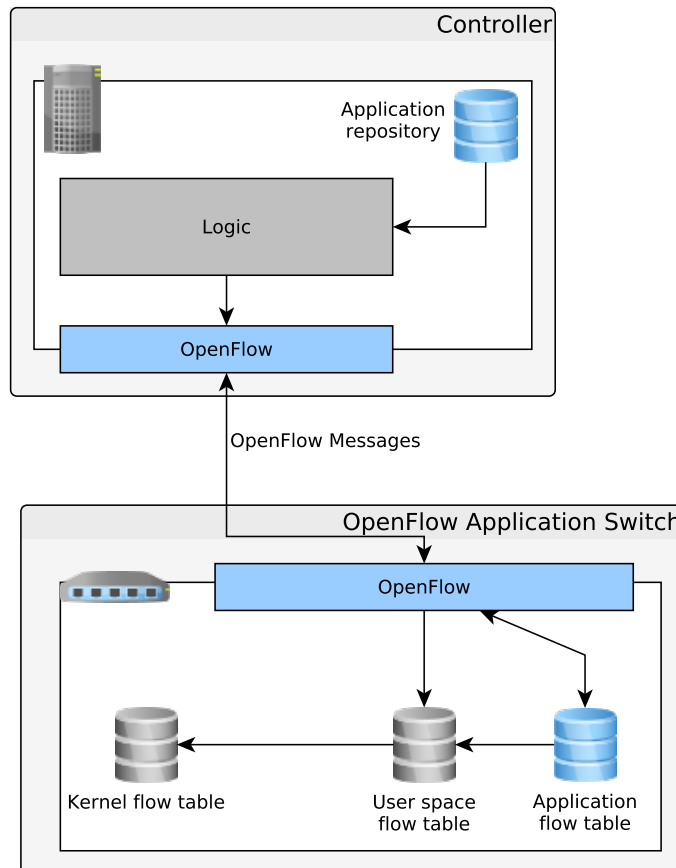 Controller
Application
repository
Logic
OpenFlow
OpenFlow Messages
OpenFlow Application Switch
OpenFlow
Kernel flow table
User space
flow table
Application
flow table